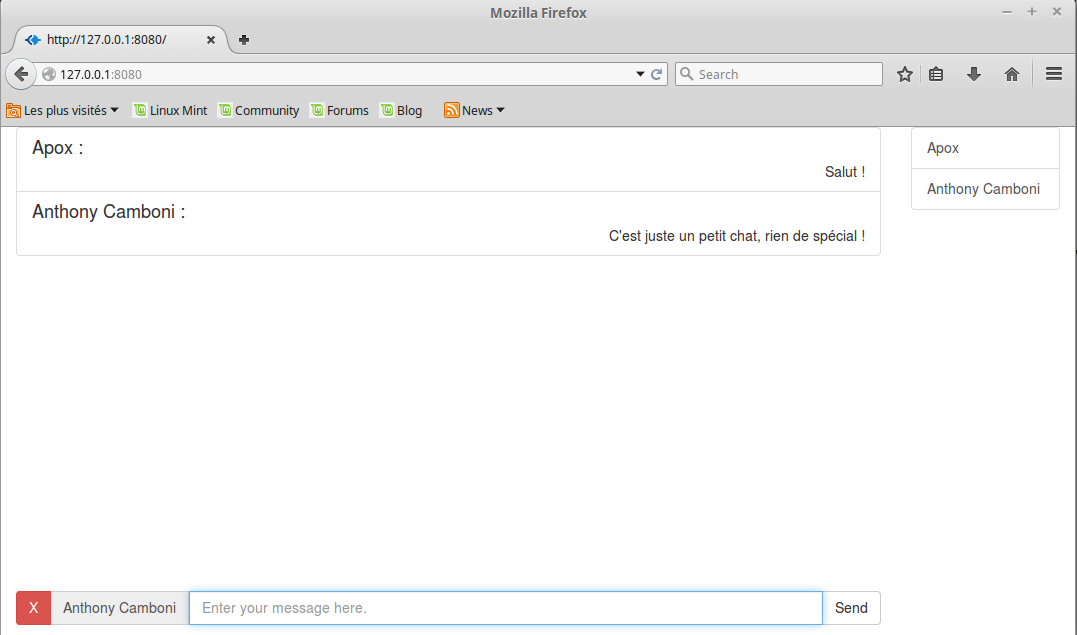 Mozilla Firefox
http://127.0.0.1:8080/
127.0.0.1:8080
Search
Les plus visités Linux Mint Community Forums Blog News
Apox :
Salut !
Anthony Camboni :
C'est juste un petit chat, rien de spécial !
Apox
Anthony Camboni
X Anthony Camboni Enter your message here. Send